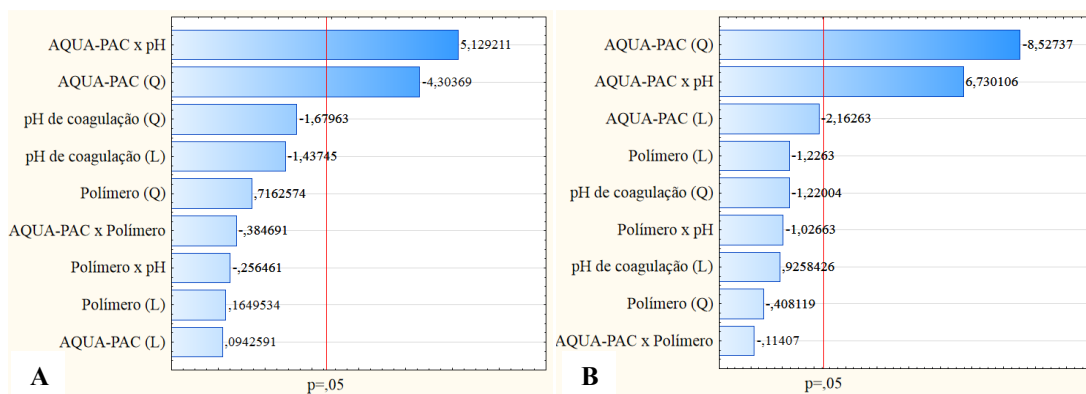 AQUA-PAC x pH 5,129211
AQUA-PAC (Q) -4,30369
pH de coagulação (Q) -1,67963
pH de coagulação (L) -1,43745
Polímero (Q) ,7162574
AQUA-PAC x Polímero -,384691
Polímero x pH -,256461
Polímero (L) ,1649534
AQUA-PAC (L) ,0942591
A
p=,05
AQUA-PAC (Q) -8,52737
AQUA-PAC x pH 6,730106
AQUA-PAC (L) -2,16263
Polímero (L) -1,2263
pH de coagulação (Q) -1,22004
Polímero x pH -1,02663
pH de coagulação (L) ,9258426
Polímero (Q) -,408119
AQUA-PAC x Polímero -,11407
B
p=,05